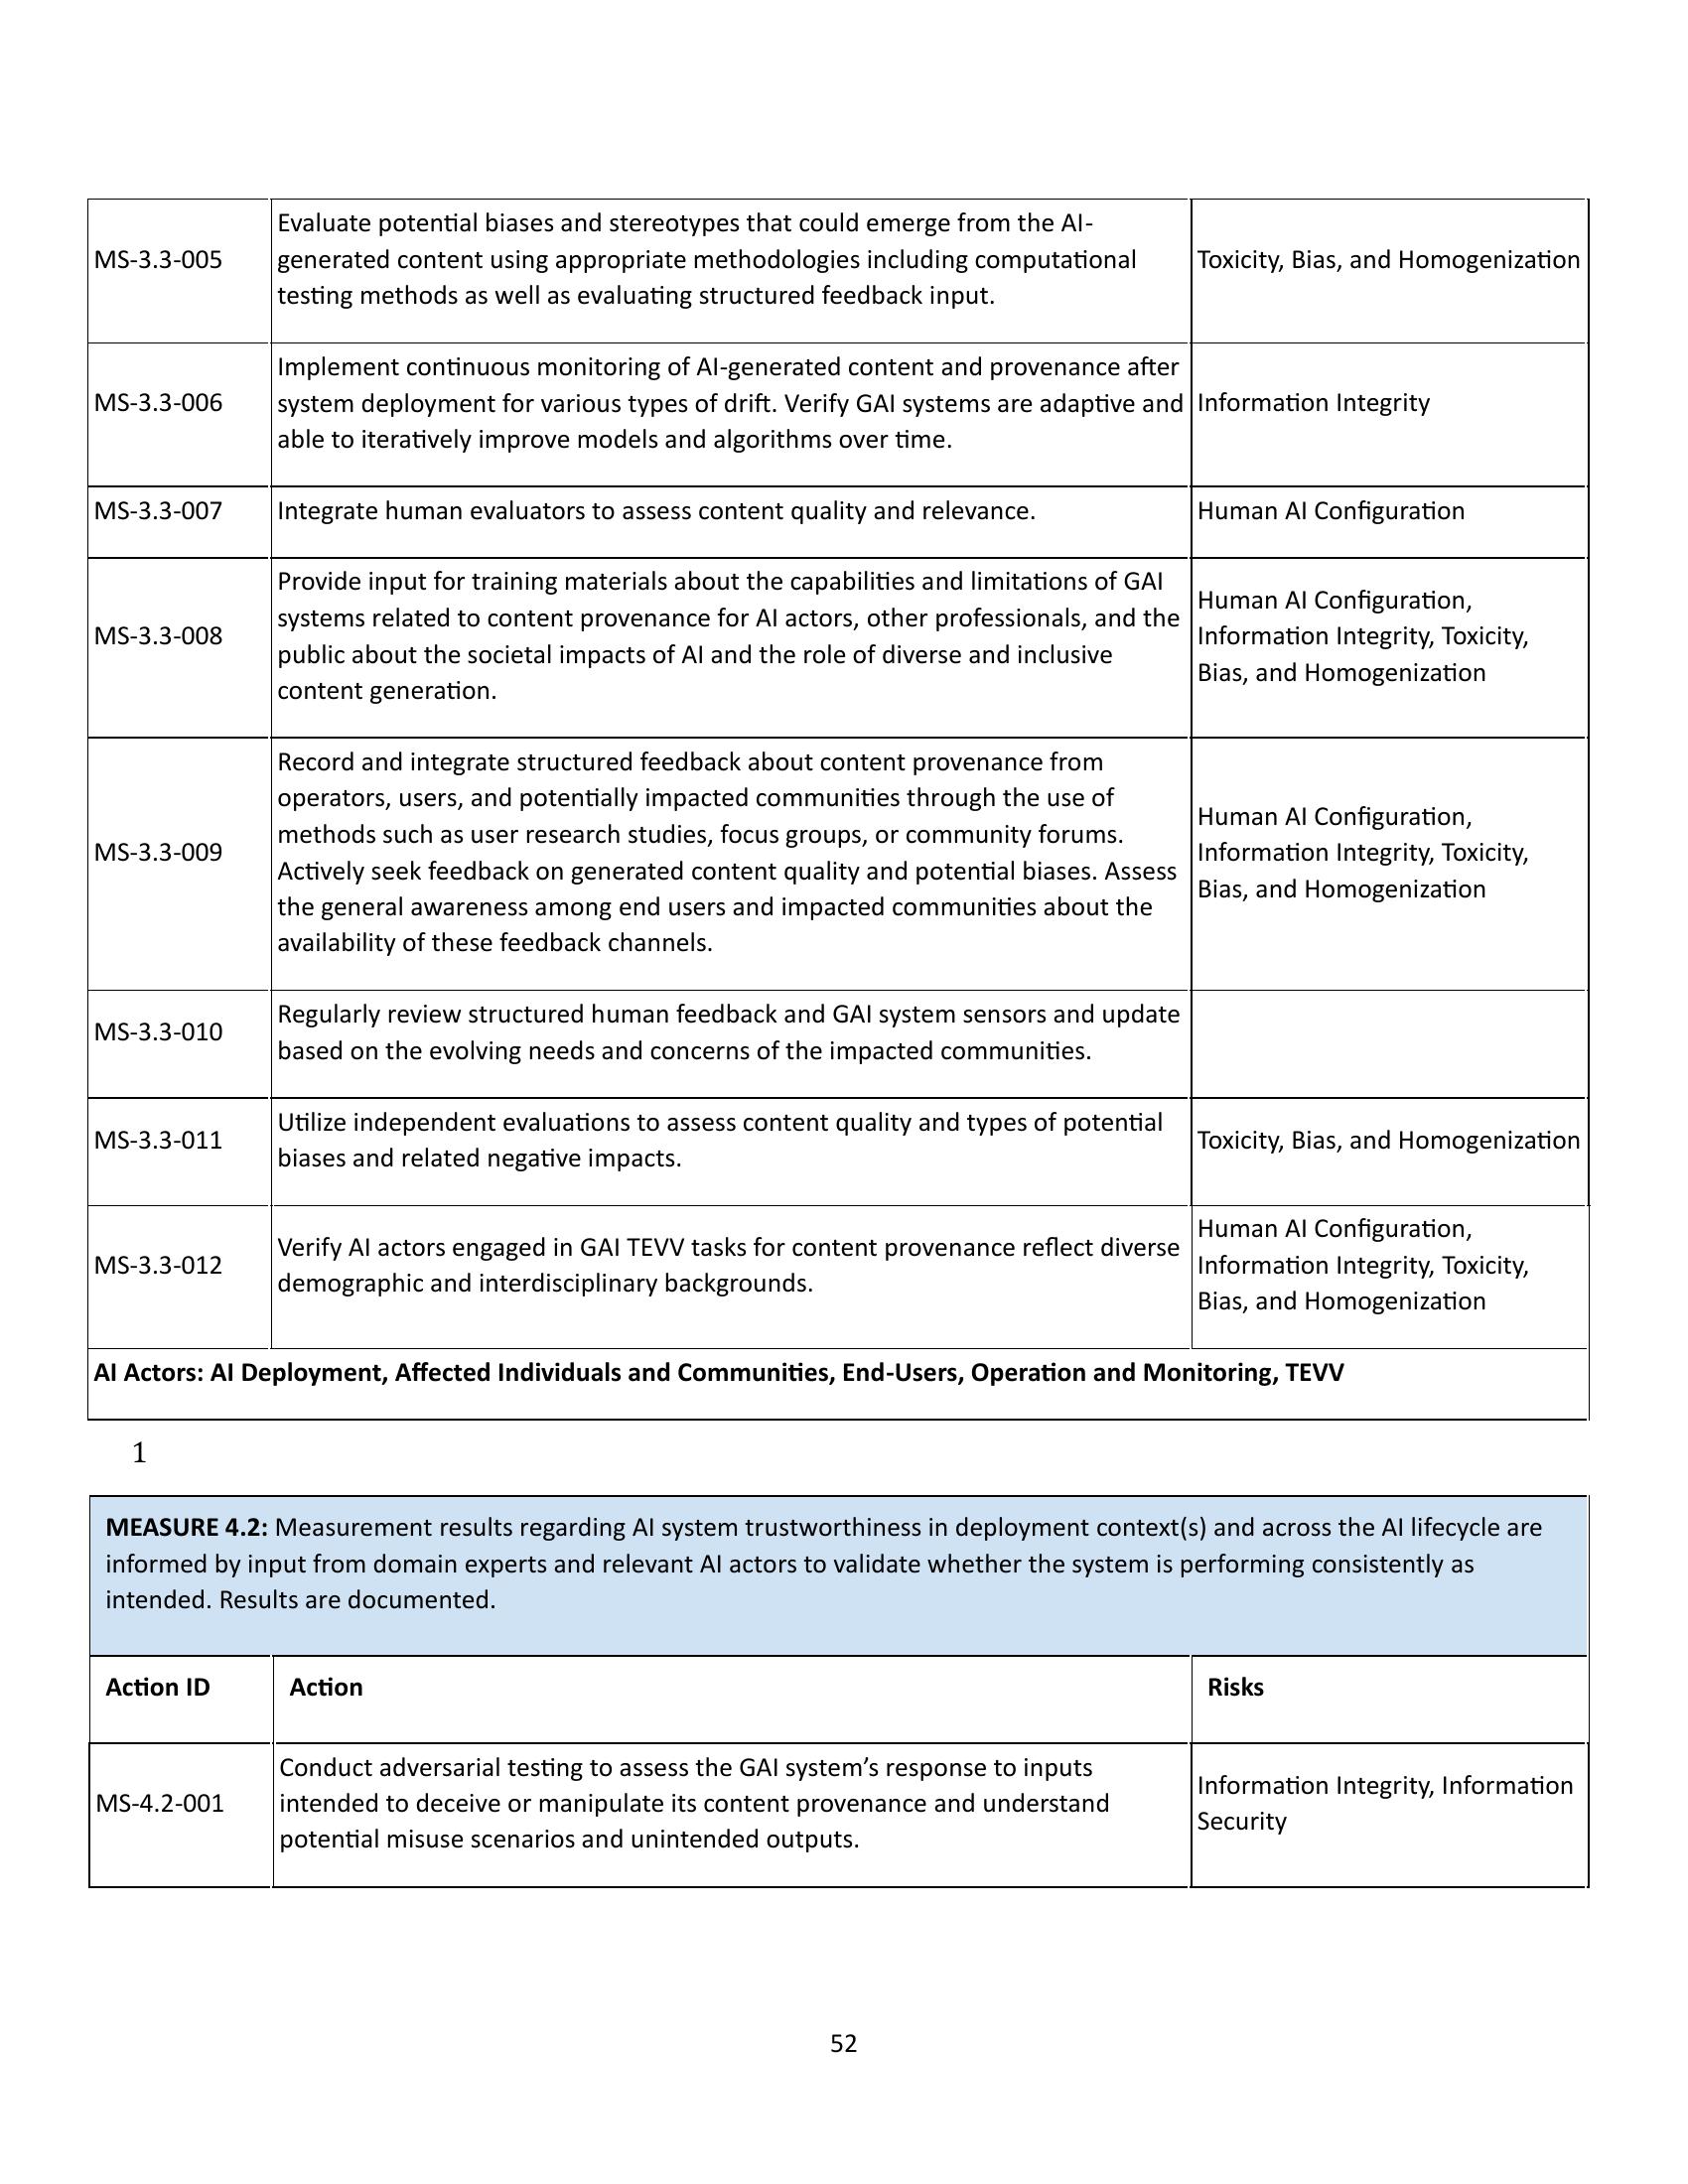 MS-3.3-005
Evaluate potential biases and stereotypes that could emerge from the AI-
generated content using appropriate methodologies including computational
testing methods as well as evaluating structured feedback input.
Toxicity, Bias, and Homogenization
MS-3.3-006
Implement continuous monitoring of AI-generated content and provenance after
system deployment for various types of drift. Verify GAI systems are adaptive and
able to iteratively improve models and algorithms over time.
Information Integrity
MS-3.3-007
Integrate human evaluators to assess content quality and relevance.
Human AI Configuration
MS-3.3-008
Provide input for training materials about the capabilities and limitations of GAI
systems related to content provenance for AI actors, other professionals, and the
public about the societal impacts of AI and the role of diverse and inclusive
content generation.
Human AI Configuration,
Information Integrity, Toxicity,
Bias, and Homogenization
MS-3.3-009
Record and integrate structured feedback about content provenance from
operators, users, and potentially impacted communities through the use of
methods such as user research studies, focus groups, or community forums.
Actively seek feedback on generated content quality and potential biases. Assess
the general awareness among end users and impacted communities about the
availability of these feedback channels.
Human AI Configuration,
Information Integrity, Toxicity,
Bias, and Homogenization
MS-3.3-010
Regularly review structured human feedback and GAI system sensors and update
based on the evolving needs and concerns of the impacted communities.
MS-3.3-011
Utilize independent evaluations to assess content quality and types of potential
biases and related negative impacts.
Toxicity, Bias, and Homogenization
MS-3.3-012
Verify AI actors engaged in GAI TEVV tasks for content provenance reflect diverse
demographic and interdisciplinary backgrounds.
Human AI Configuration,
Information Integrity, Toxicity,
Bias, and Homogenization
AI Actors: AI Deployment, Affected Individuals and Communities, End-Users, Operation and Monitoring, TEVV
1
MEASURE 4.2: Measurement results regarding AI system trustworthiness in deployment context(s) and across the AI lifecycle are
informed by input from domain experts and relevant AI actors to validate whether the system is performing consistently as
intended. Results are documented.
Action ID
Action
Risks
MS-4.2-001
Conduct adversarial testing to assess the GAI system’s response to inputs
intended to deceive or manipulate its content provenance and understand
potential misuse scenarios and unintended outputs.
Information Integrity, Information
Security
52